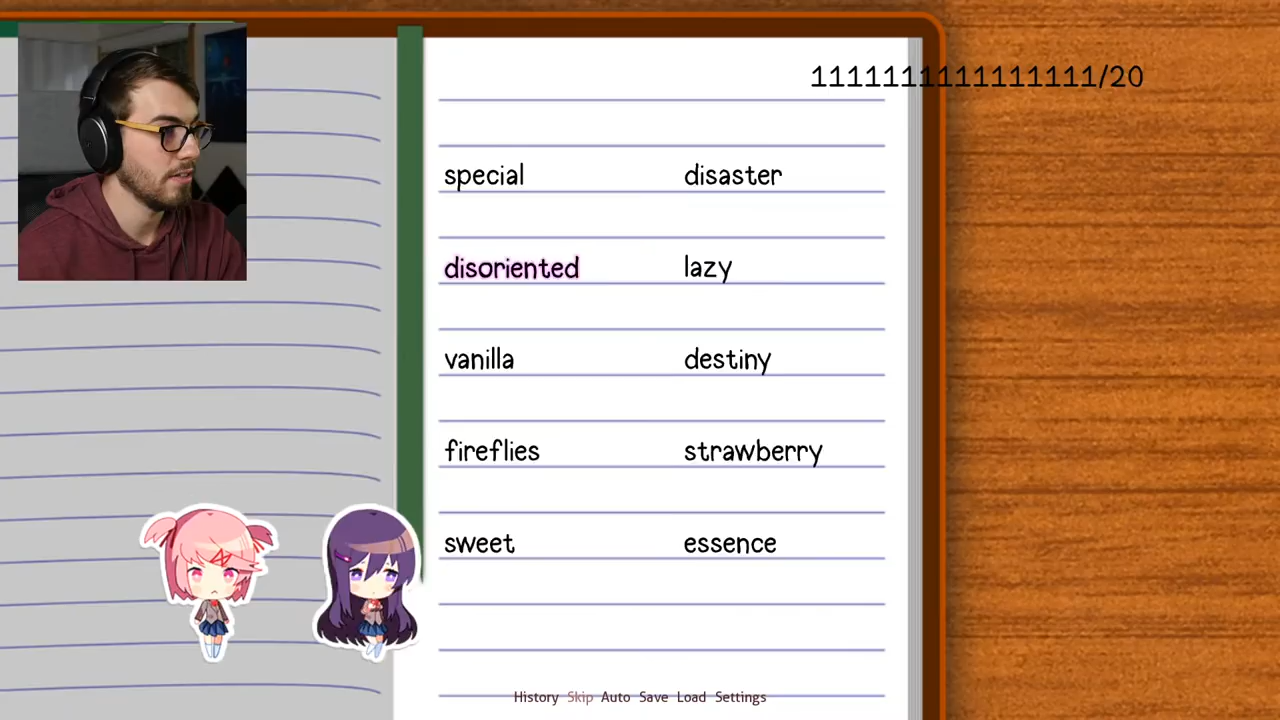 1111111111111111/20
special disaster
disoriented lazy
vanilla destiny
fireflies strawberry
sweet essence
History Skip Auto Save Load Settings